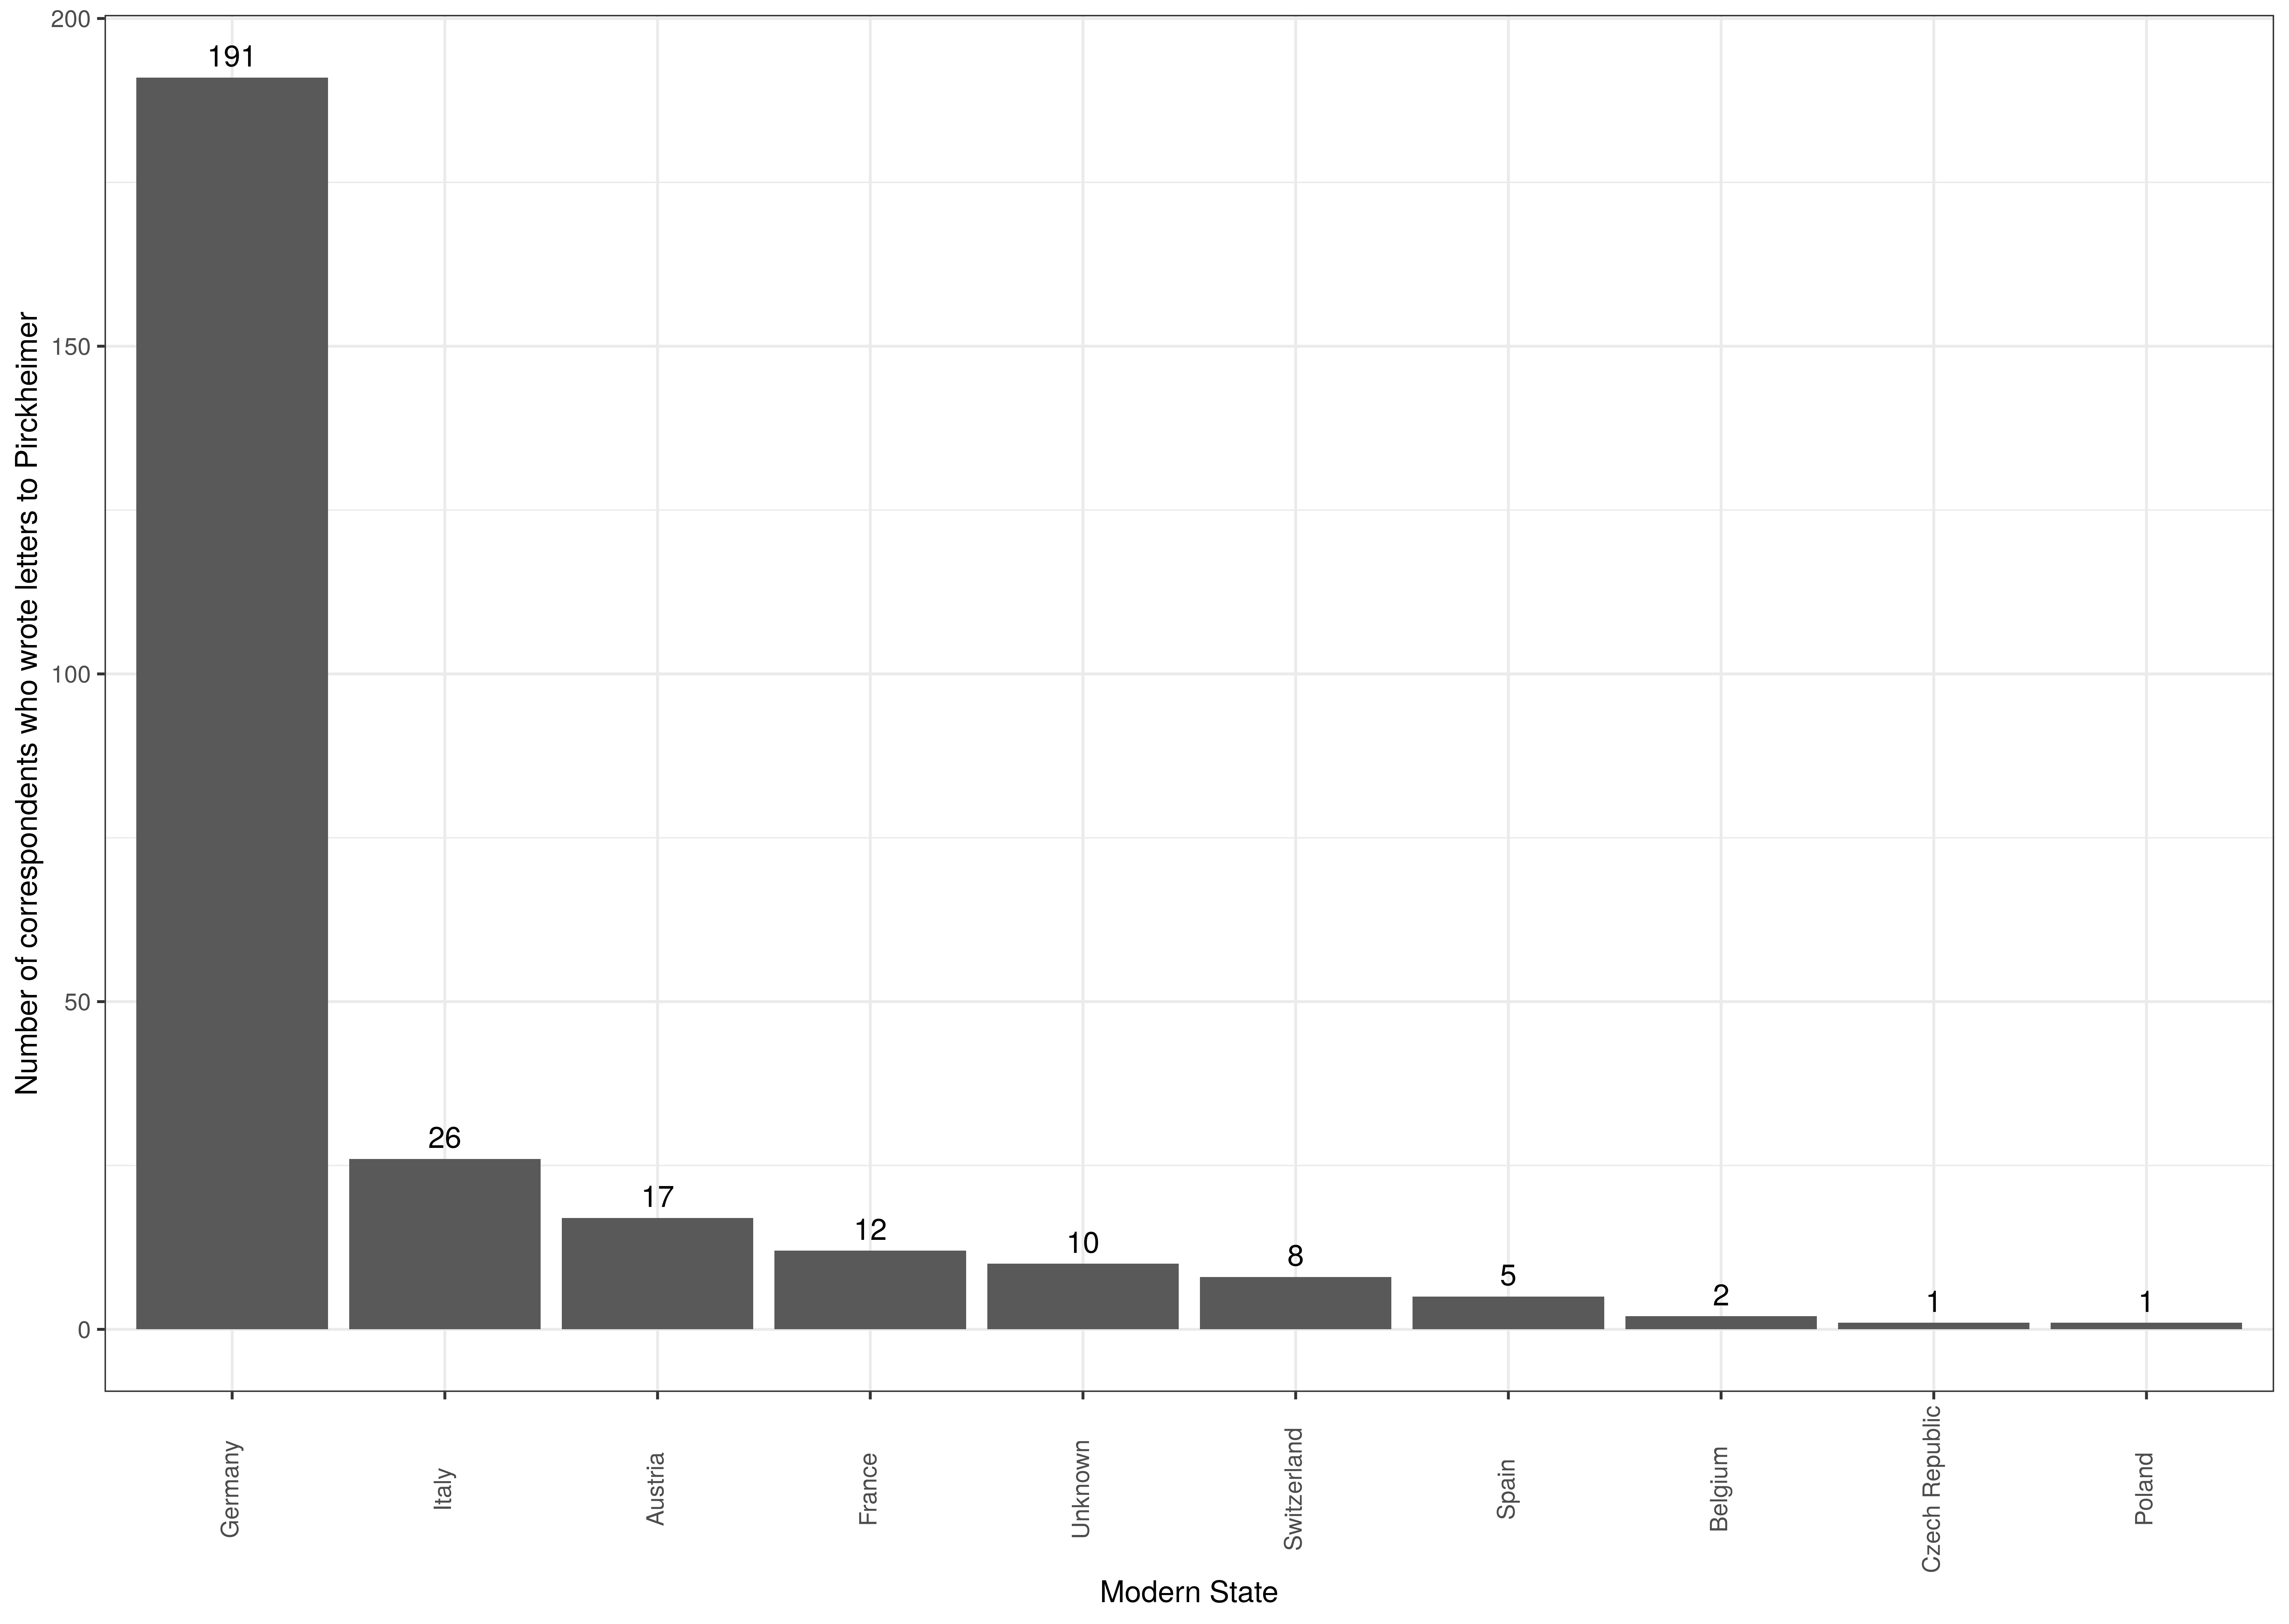 Number of correspondents who wrote letters to Pirckheimer
200
150
100
50
0
191
26
17
12
10
8
5
2
1
1
Germany
Italy
Austria
France
Unknown
Switzerland
Spain
Belgium
Czech Republic
Poland
Modern State